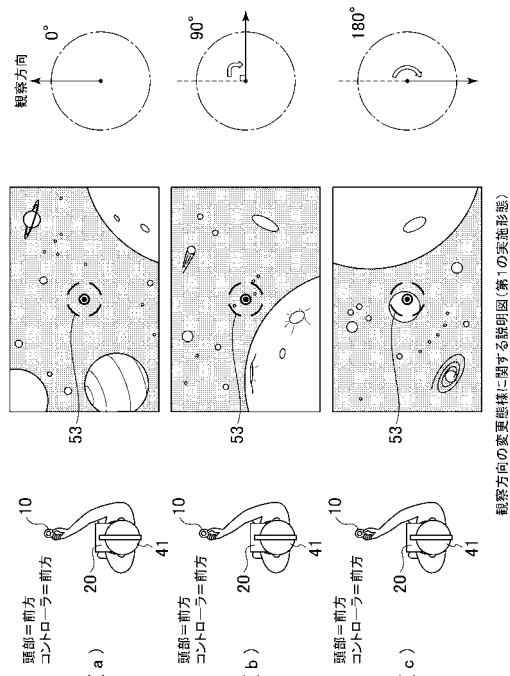 頭部＝前方
コントローラ＝前方
(a)
10
20
41
53
観察方向
0°
頭部＝前方
コントローラ＝前方
(b)
10
20
41
53
90°
頭部＝前方
コントローラ＝前方
(c)
10
20
41
53
180°
観察方向の変更態様に関する説明図(第1の実施形態)